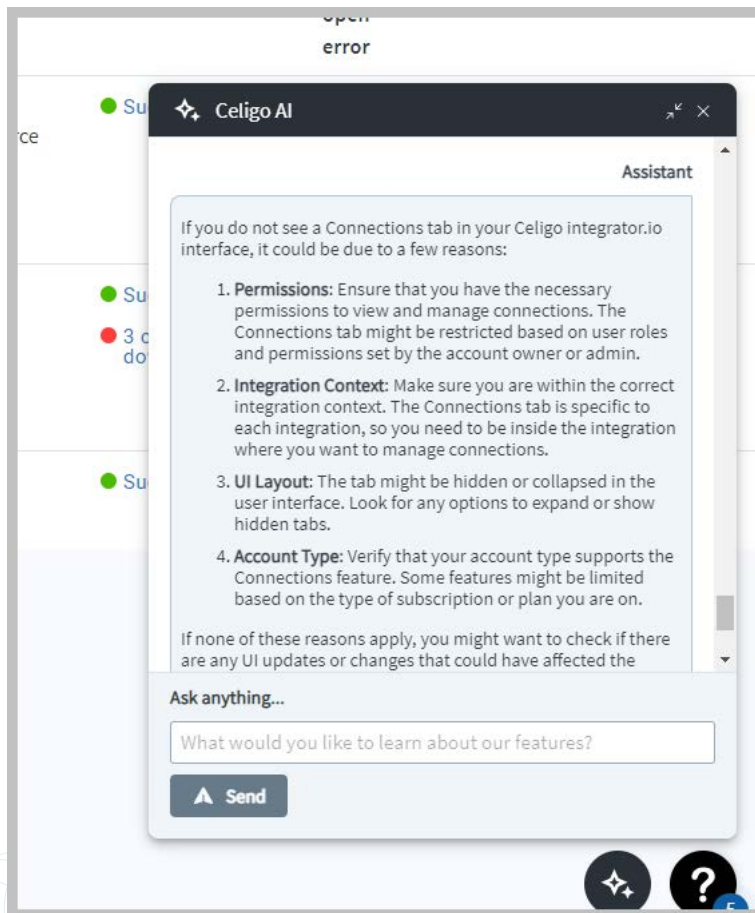 error
Su
Celigo AI
Assistant
If you do not see a Connections tab in your Celigo integrator.io
interface, it could be due to a few reasons:
1. Permissions: Ensure that you have the necessary
permissions to view and manage connections. The
Connections tab might be restricted based on user roles
and permissions set by the account owner or admin.
2. Integration Context: Make sure you are within the correct
integration context. The Connections tab is specific to
each integration, so you need to be inside the integration
where you want to manage connections.
3. UI Layout: The tab might be hidden or collapsed in the
user interface. Look for any options to expand or show
hidden tabs.
4. Account Type: Verify that your account type supports the
Connections feature. Some features might be limited
based on the type of subscription or plan you are on.
If none of these reasons apply, you might want to check if there
are any UI updates or changes that could have affected the
Ask anything...
What would you like to learn about our features?
Send
rce
Su
3 c
do
Su
?
5